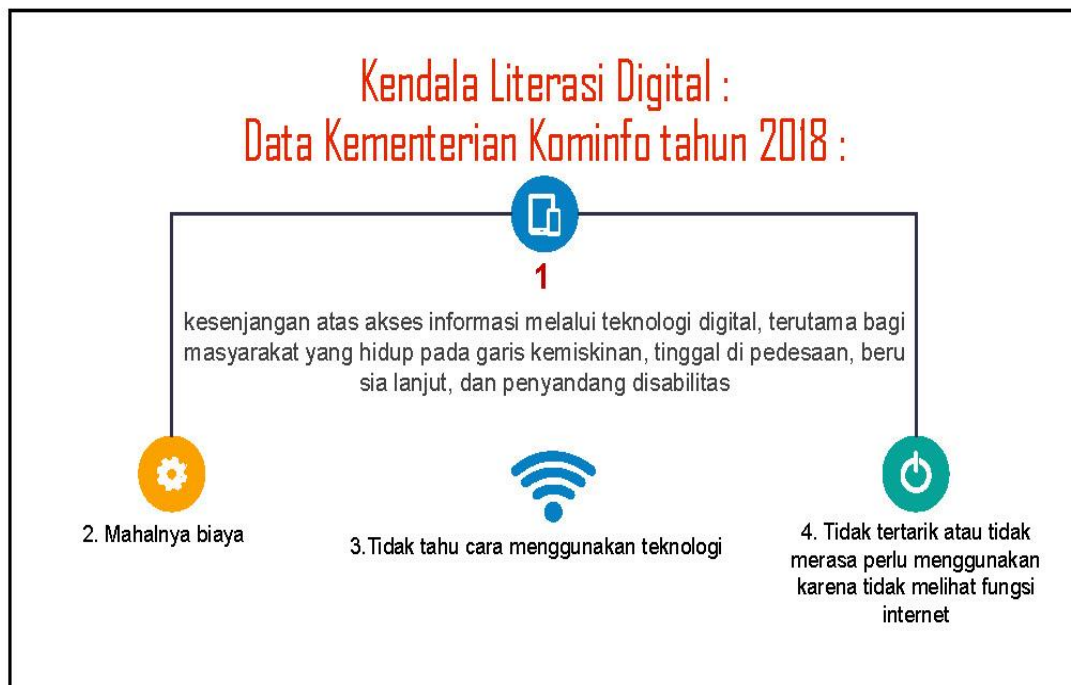 Kendala Literasi Digital :
Data Kementerian Kominfo tahun 2018 :
1
kesenjangan atas akses informasi melalui teknologi digital, terutama bagi
masyarakat yang hidup pada garis kemiskinan, tinggal di pedesaan, beru
sia lanjut, dan penyandang disabilitas
2. Mahalnya biaya
3.Tidak tahu cara menggunakan teknologi
4. Tidak tertarik atau tidak
merasa perlu menggunakan
karena tidak melihat fungsi
internet